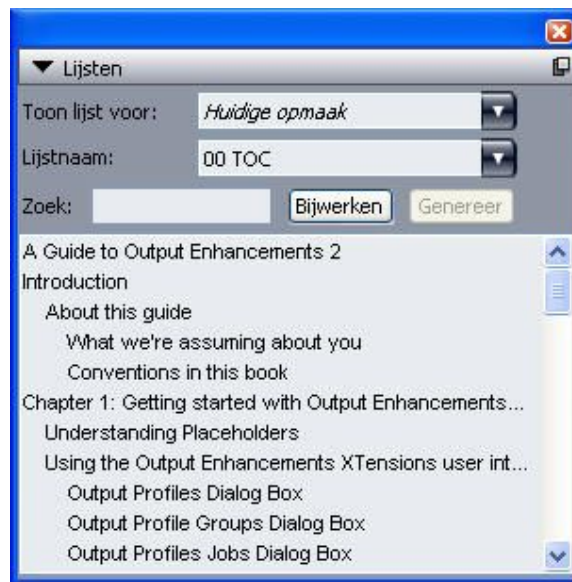 Lijsten
Toon lijst voor: Huidige opmaak
Lijstnaam: 00 TOC
Zoek: Bijwerken Genereer
A Guide to Output Enhancements 2
Introduction
About this guide
What we're assuming about you
Conventions in this book
Chapter 1: Getting started with Output Enhancements...
Understanding Placeholders
Using the Output Enhancements XTensions user int...
Output Profiles Dialog Box
Output Profile Groups Dialog Box
Output Profiles Jobs Dialog Box